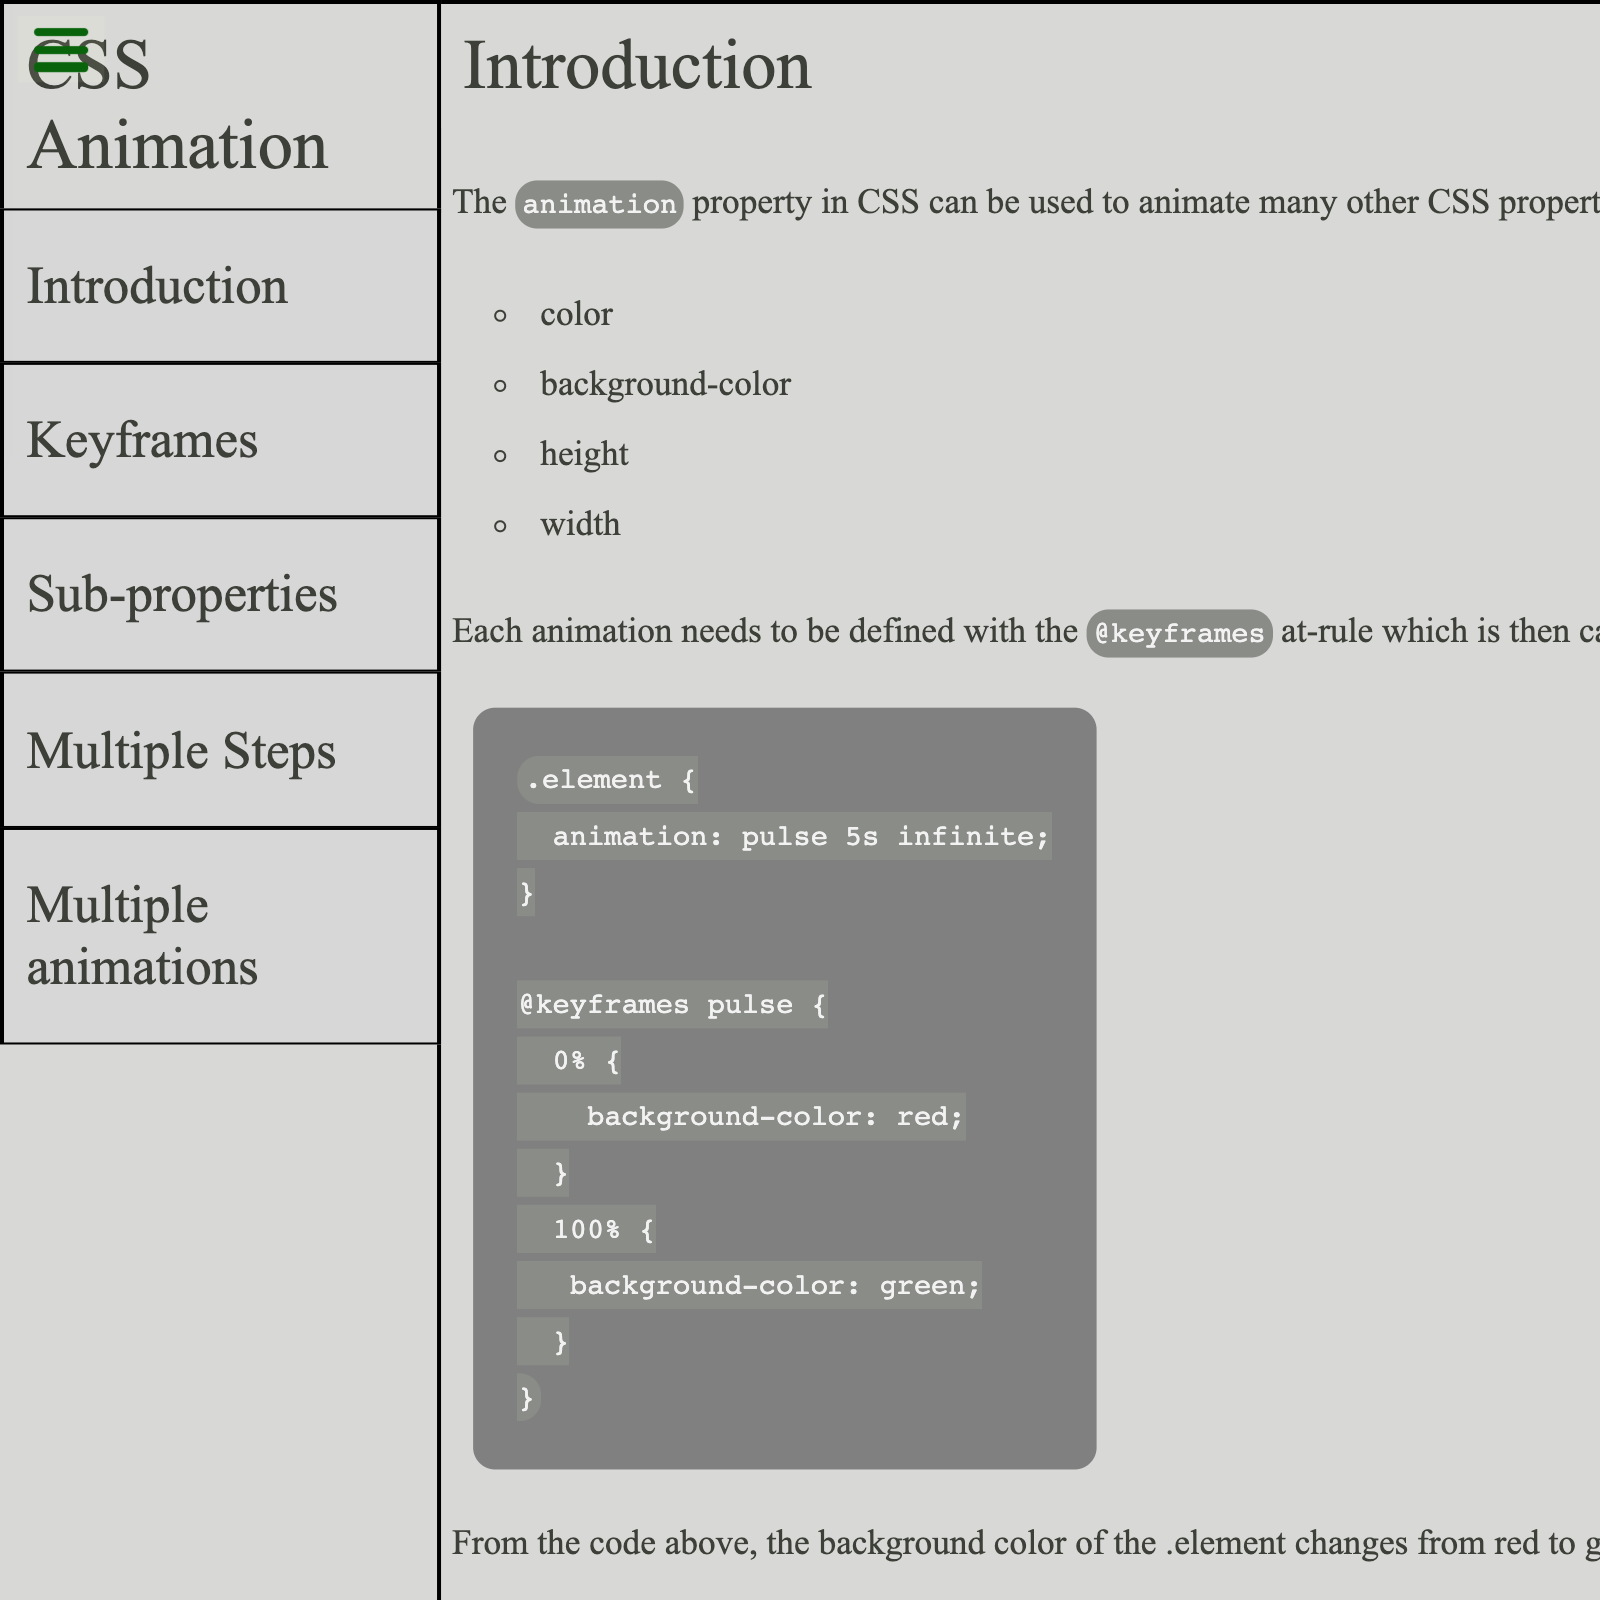 CSS
Animation
Introduction
Keyframes
Sub-properties
Multiple Steps
Multiple
animations
Introduction
The animation property in CSS can be used to animate many other CSS propert
color
background-color
height
width
Each animation needs to be defined with the @keyframes at-rule which is then ca
.element {
  animation: pulse 5s infinite;
}
@keyframes pulse {
  0% {
    background-color: red;
  }
  100% {
   background-color: green;
  }
}
From the code above, the background color of the .element changes from red to g